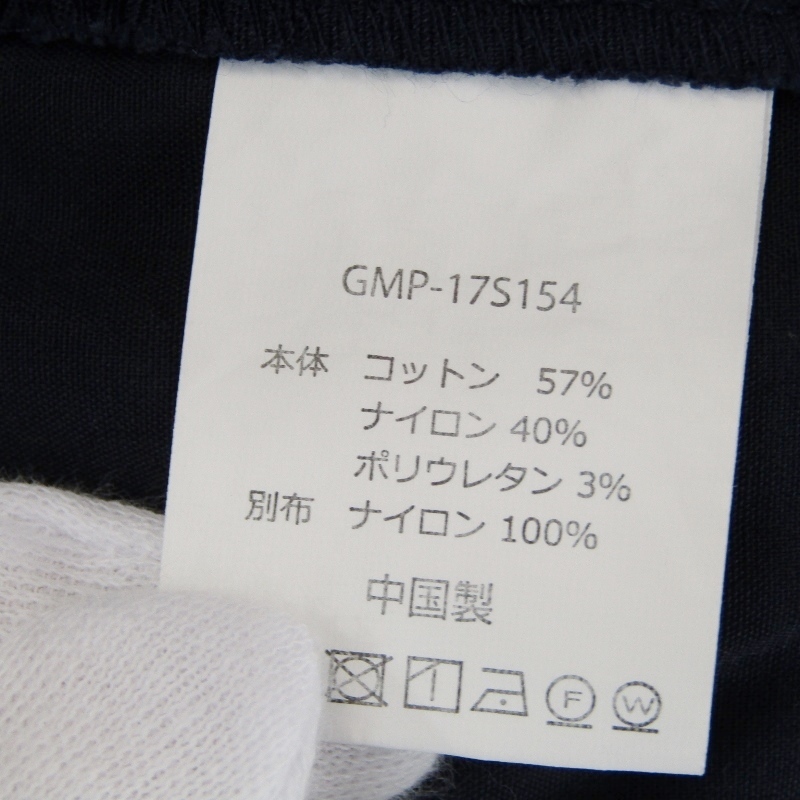 GMP-17S154
本体 コットン 57%
ナイロン 40%
ポリウレタン 3%
別布 ナイロン 100%
中国製
F W